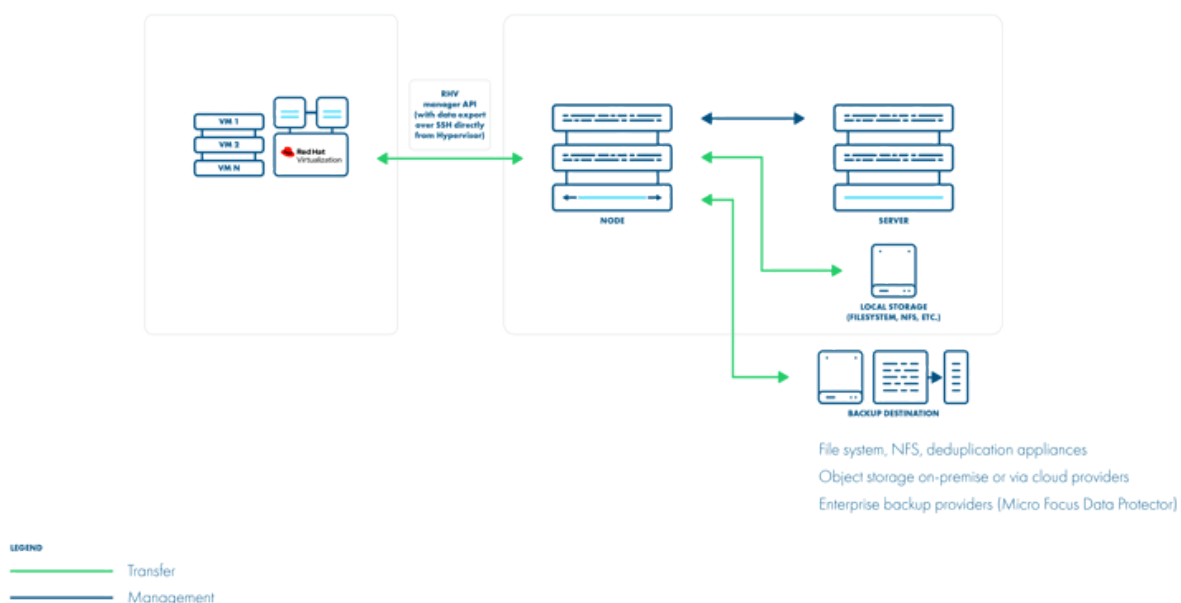 RHV
manager API
(with data export
over SSH directly
from Hypervisor)
VM 1
VM 2
VM N
Red Hat
Virtualization
NODE
SERVER
LOCAL STORAGE
(FILESYSTEM, NFS, ETC.)
BACKUP DESTINATION
File system, NFS, deduplication appliances
Object storage on-premise or via cloud providers
Enterprise backup providers (Micro Focus Data Protector)
LEGEND
Transfer
Management